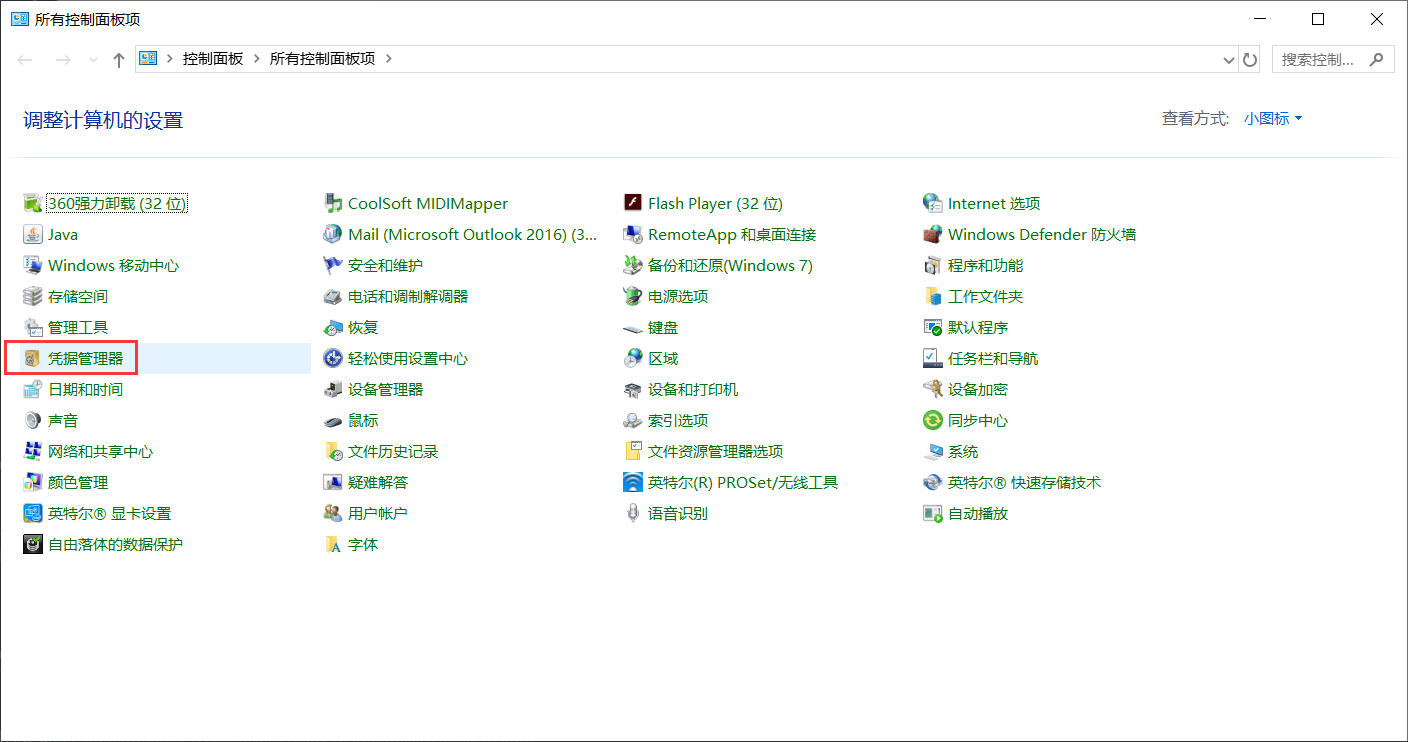 所有控制面板项
控制面板 所有控制面板项
搜索控制...
调整计算机的设置
查看方式: 小图标
360强力卸载 (32 位) CoolSoft MIDIMapper Flash Player (32 位) Internet 选项
Java Mail (Microsoft Outlook 2016) (3... RemoteApp 和桌面连接 Windows Defender 防火墙
Windows 移动中心 安全和维护 备份和还原(Windows 7) 程序和功能
存储空间 电话和调制解调器 电源选项 工作文件夹
管理工具 恢复 键盘 默认程序
凭据管理器 轻松使用设置中心 区域 任务栏和导航
日期和时间 设备管理器 设备和打印机 设备加密
声音 鼠标 索引选项 同步中心
网络和共享中心 文件历史记录 文件资源管理器选项 系统
颜色管理 疑难解答 英特尔(R) PROSet/无线工具 英特尔® 快速存储技术
英特尔® 显卡设置 用户帐户 语音识别 自动播放
自由落体的数据保护 字体